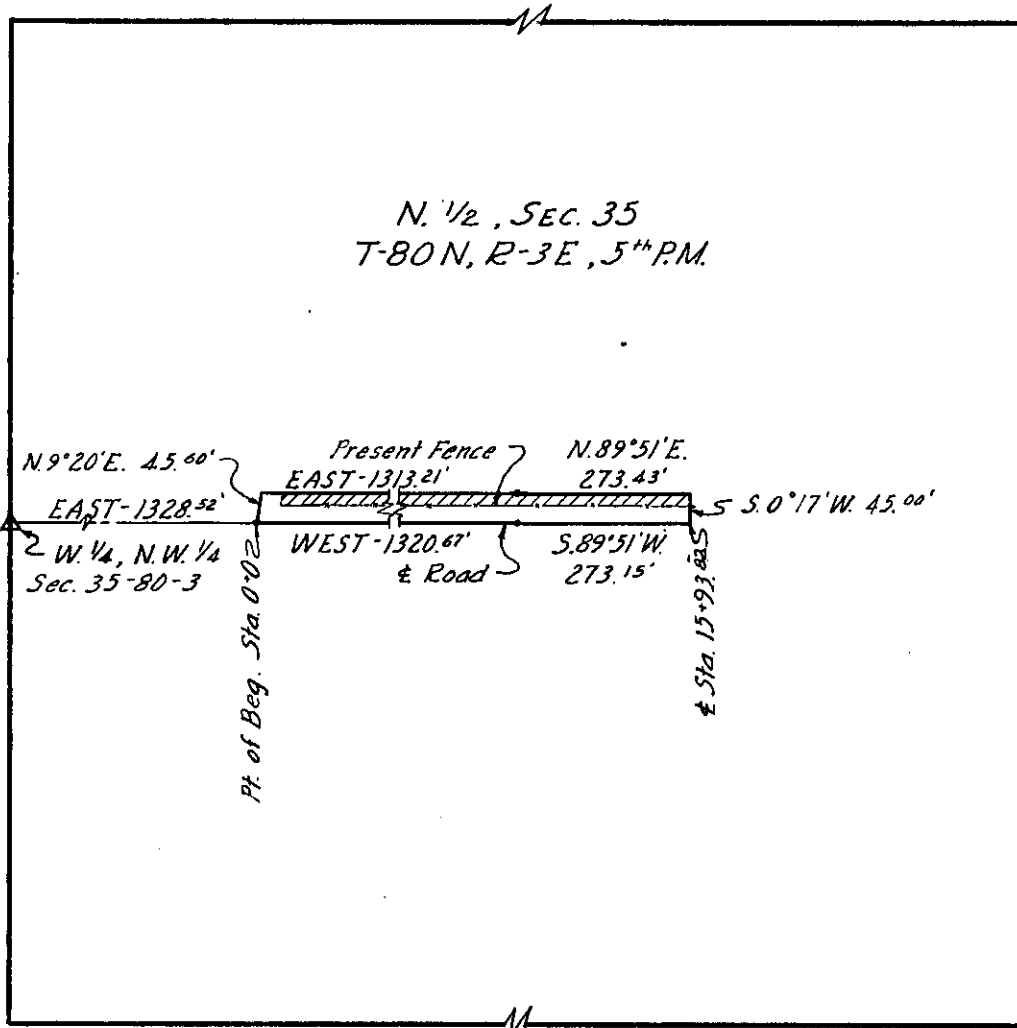 N. 1/2, SEC. 35
T-80N, R-3E, 5th P.M.
N.9°20'E. 45.60'
Present Fence
N.89°51'E.
EAST-1313.21'
273.43'
EAST-1328.52'
S.0°17'W. 45.00'
W. 1/4, N.W. 1/4
Sec. 35-80-3
WEST-1320.67'
S.89°51'W.
℄ Road
273.15'
Pt. of Beg. Sta. 0+02
℄ Sta. 15+93.82